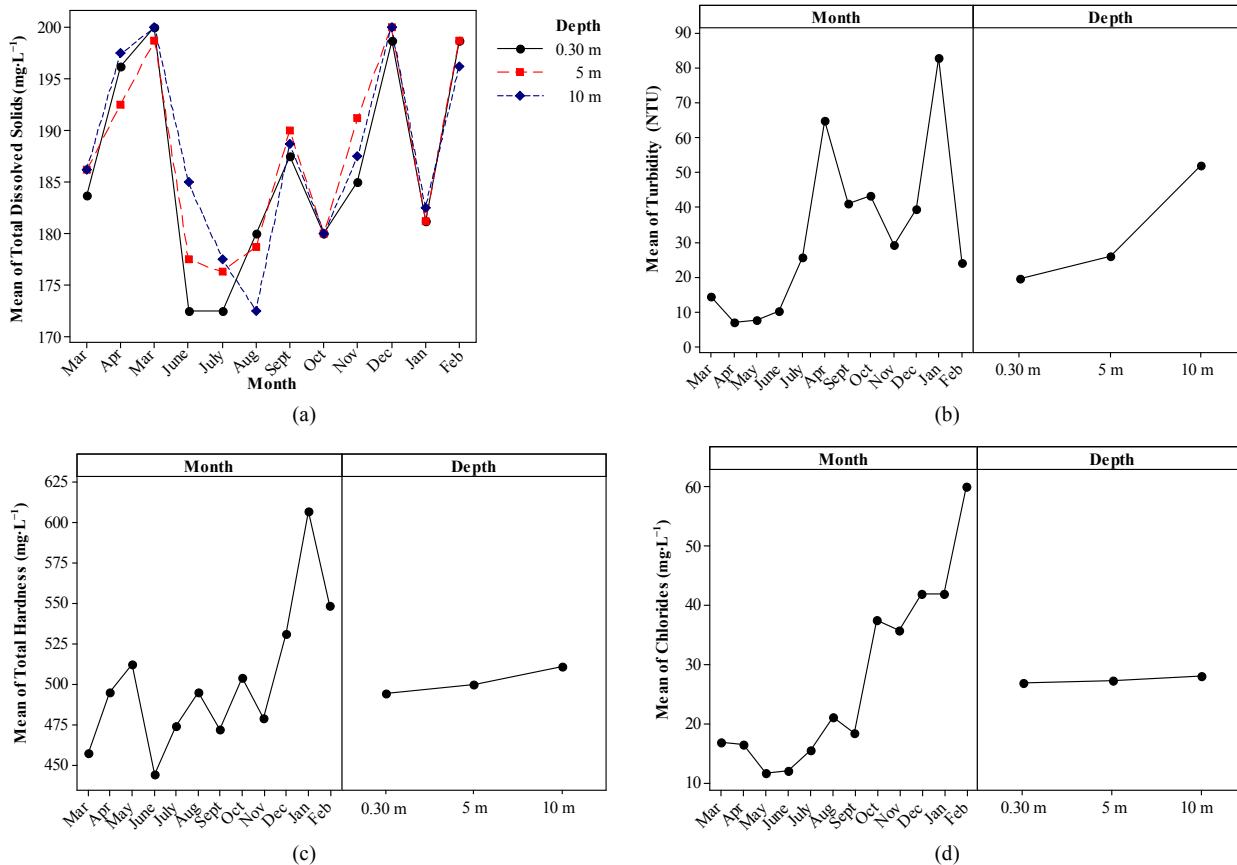 Mean of Total Dissolved Solids (mg·L−1)
200
195
190
185
180
175
170
Mar Apr Mar June July Aug Sept Oct Nov Dec Jan Feb
Month
Depth
0.30 m
5 m
10 m
(a)
Month Depth
Mean of Turbidity (NTU)
90
80
70
60
50
40
30
20
10
0
Mar Apr May June July Apr Sept Oct Nov Dec Jan Feb
0.30 m 5 m 10 m
(b)
Month Depth
Mean of Total Hardness (mg·L−1)
625
600
575
550
525
500
475
450
Mar Apr May June July Aug Sept Oct Nov Dec Jan Feb
0.30 m 5 m 10 m
(c)
Month Depth
Mean of Chlorides (mg·L−1)
60
50
40
30
20
10
Mar Apr May June July Aug Sept Oct Nov Dec Jan Feb
0.30 m 5 m 10 m
(d)